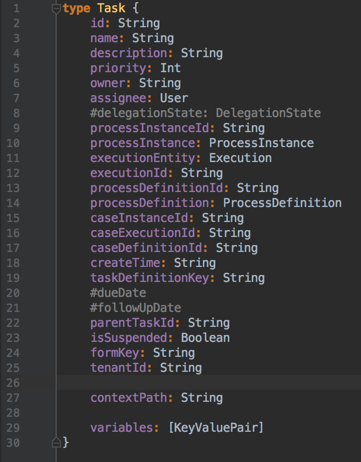 1 type Task {
2 id: String
3 name: String
4 description: String
5 priority: Int
6 owner: String
7 assignee: User
8 #delegationState: DelegationState
9 processInstanceId: String
10 processInstance: ProcessInstance
11 executionEntity: Execution
12 executionId: String
13 processDefinitionId: String
14 processDefinition: ProcessDefinition
15 caseInstanceId: String
16 caseExecutionId: String
17 caseDefinitionId: String
18 createTime: String
19 taskDefinitionKey: String
20 #dueDate
21 #followUpDate
22 parentTaskId: String
23 isSuspended: Boolean
24 formKey: String
25 tenantId: String
26
27 contextPath: String
28
29 variables: [KeyValuePair]
30 }